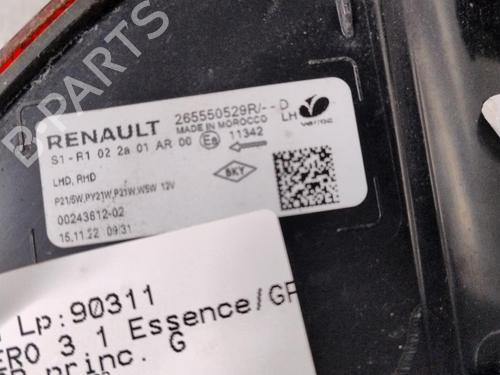 B-PARTS
RENAULT 265550529R/--D
MADE IN MOROCCO LH varroc
S1-R1 02 2a 01 AR 00 11342
LHD, RHD BKY
P21/5W,PY21W,P21W,W5W 12V
00243612-02
15.11.22 09:31
Lp:90311
ERO 3 1 Essence/GP
princ. G